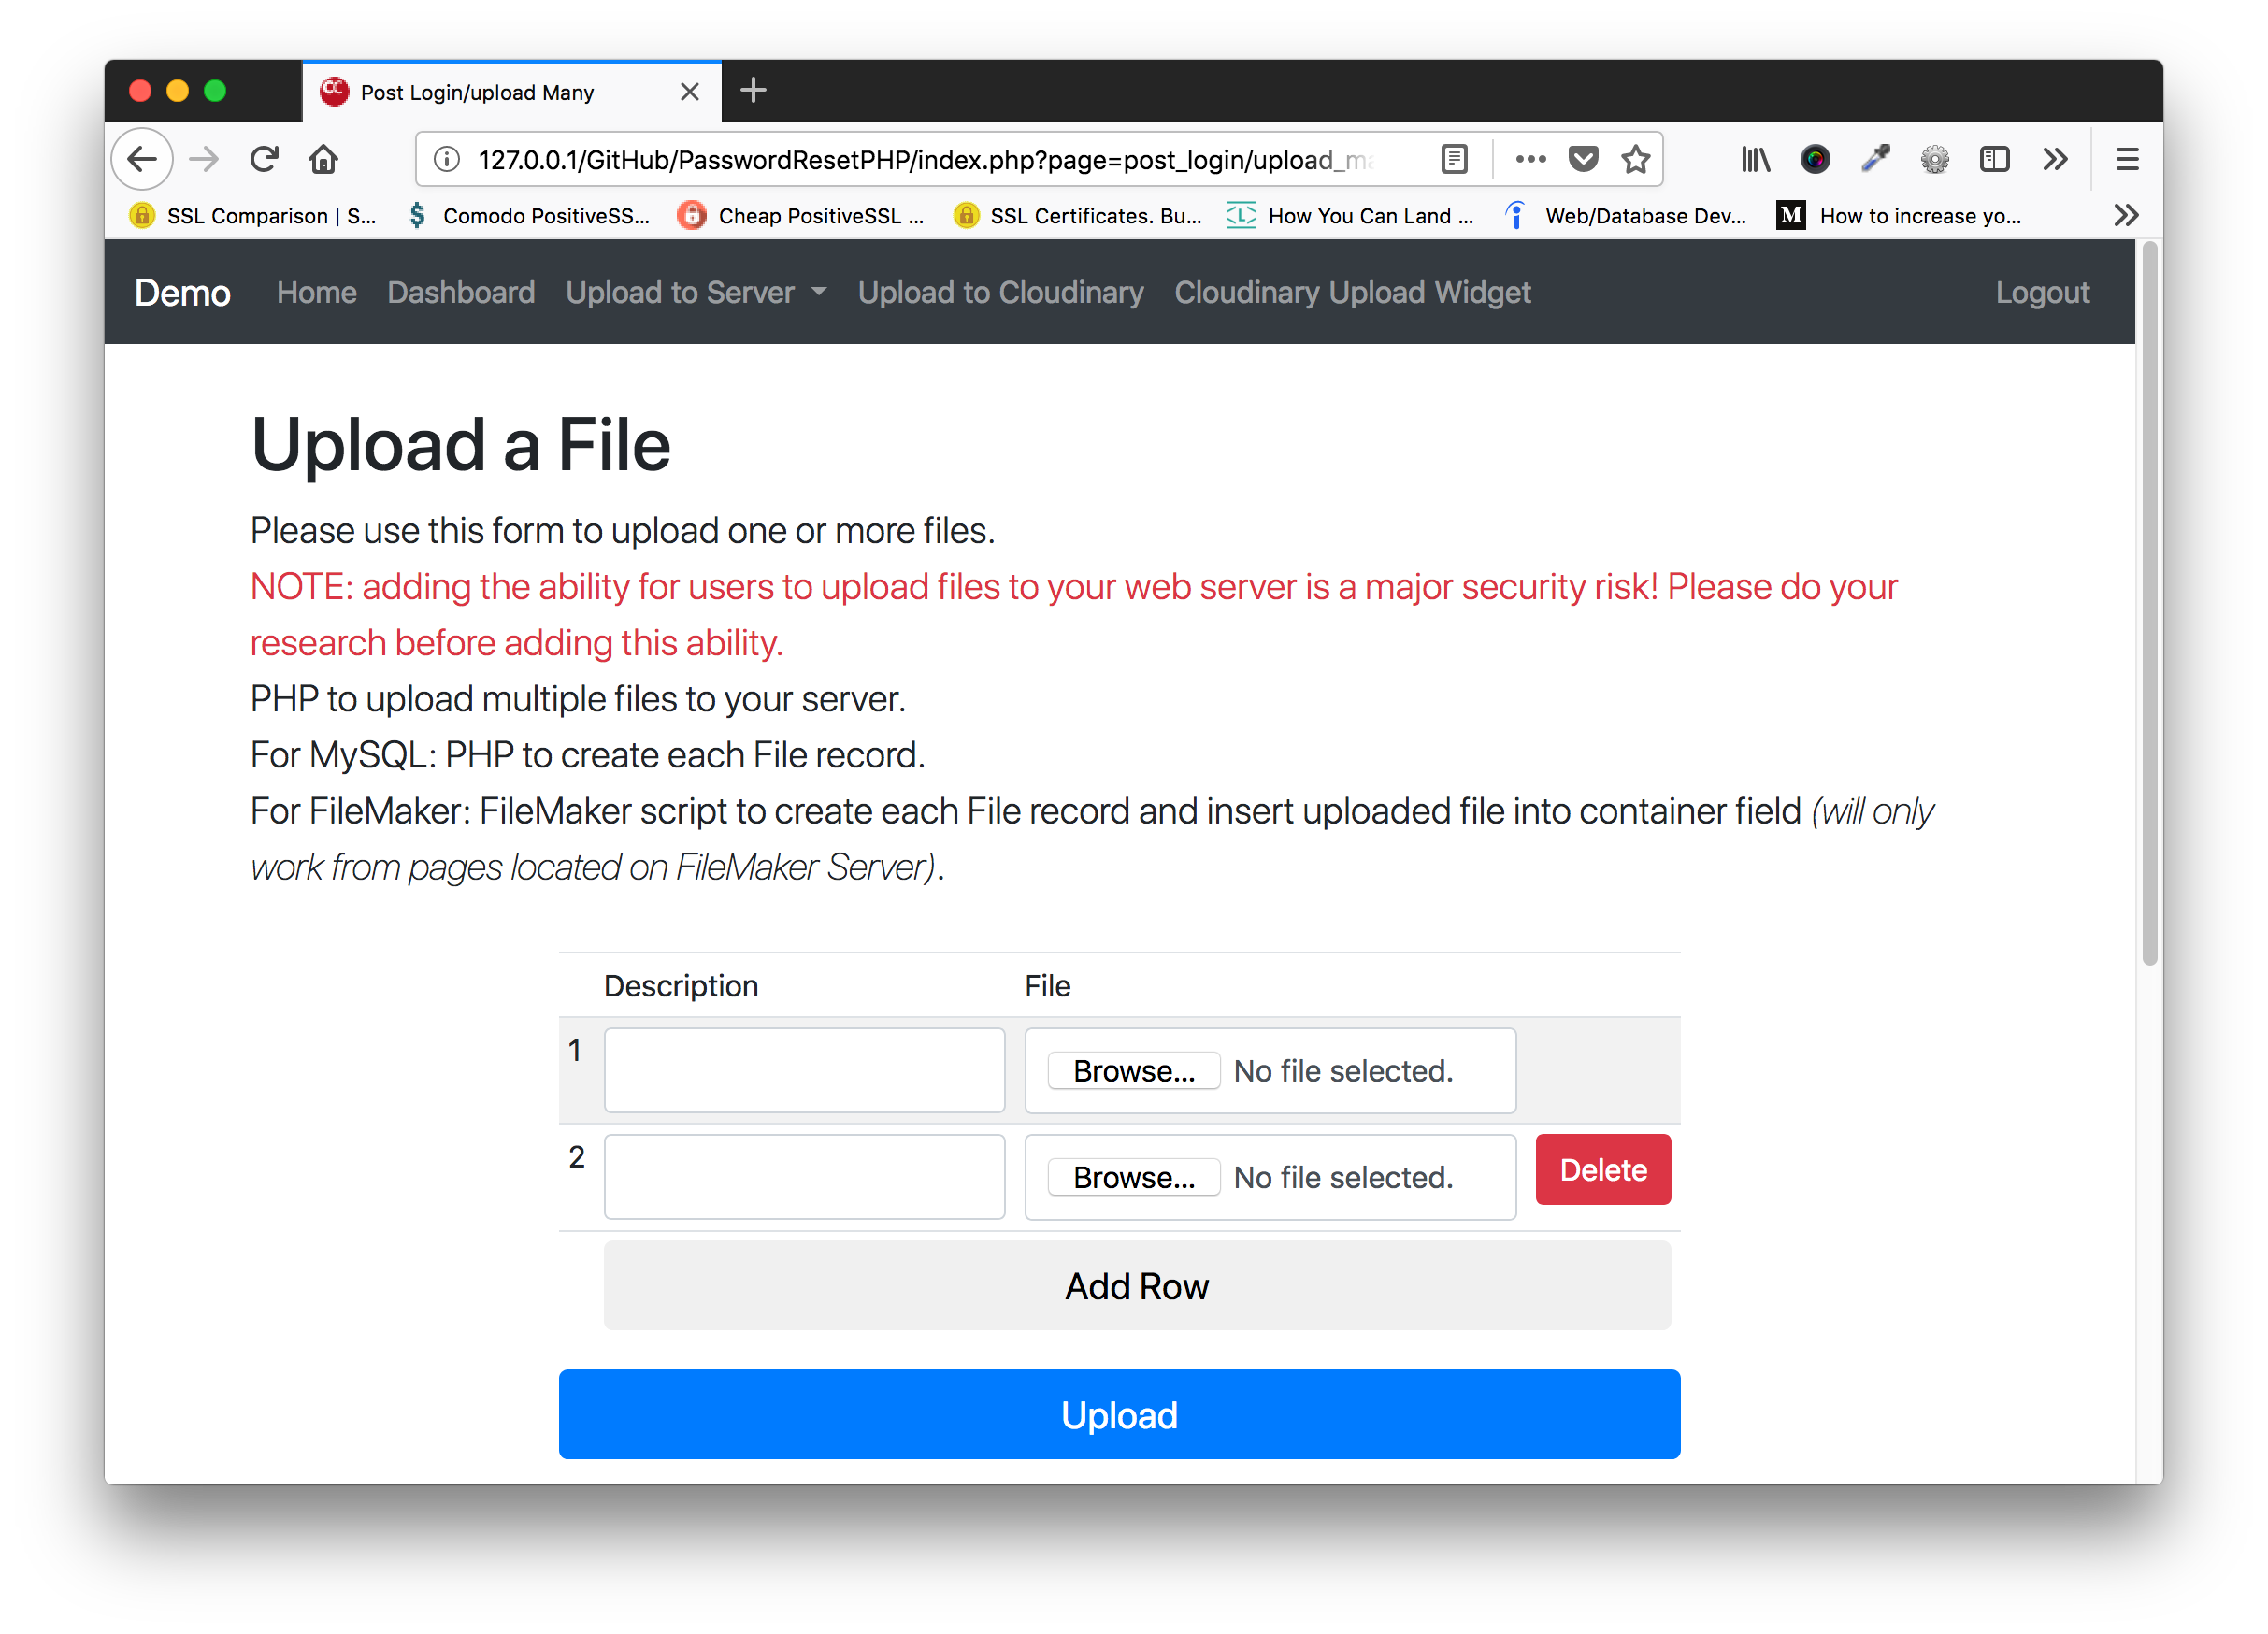 Post Login/upload Many
127.0.0.1/GitHub/PasswordResetPHP/index.php?page=post_login/upload_ma
SSL Comparison | S... Comodo PositiveSS... Cheap PositiveSSL ... SSL Certificates. Bu... How You Can Land ... Web/Database Dev... How to increase yo...
Demo Home Dashboard Upload to Server Upload to Cloudinary Cloudinary Upload Widget Logout
Upload a File
Please use this form to upload one or more files.
NOTE: adding the ability for users to upload files to your web server is a major security risk! Please do your
research before adding this ability.
PHP to upload multiple files to your server.
For MySQL: PHP to create each File record.
For FileMaker: FileMaker script to create each File record and insert uploaded file into container field (will only
work from pages located on FileMaker Server).
Description File
1 Browse... No file selected.
2 Browse... No file selected. Delete
Add Row
Upload